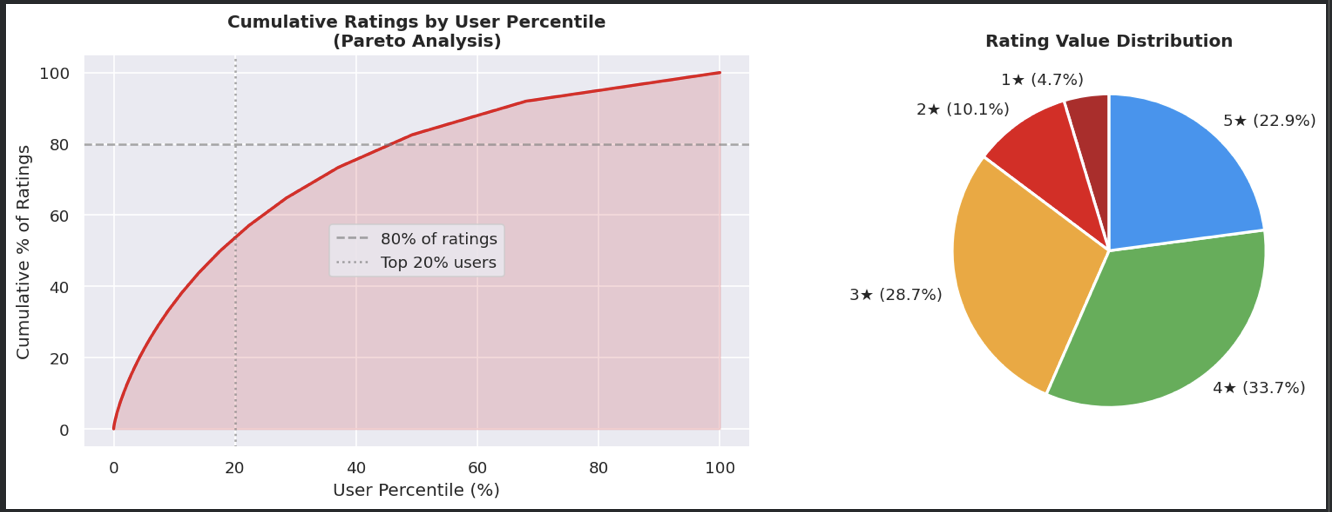 Cumulative Ratings by User Percentile
(Pareto Analysis)
Cumulative % of Ratings
100
80
60
40
20
0
80% of ratings
Top 20% users
0 20 40 60 80 100
User Percentile (%)
Rating Value Distribution
1★ (4.7%)
2★ (10.1%)
5★ (22.9%)
3★ (28.7%)
4★ (33.7%)